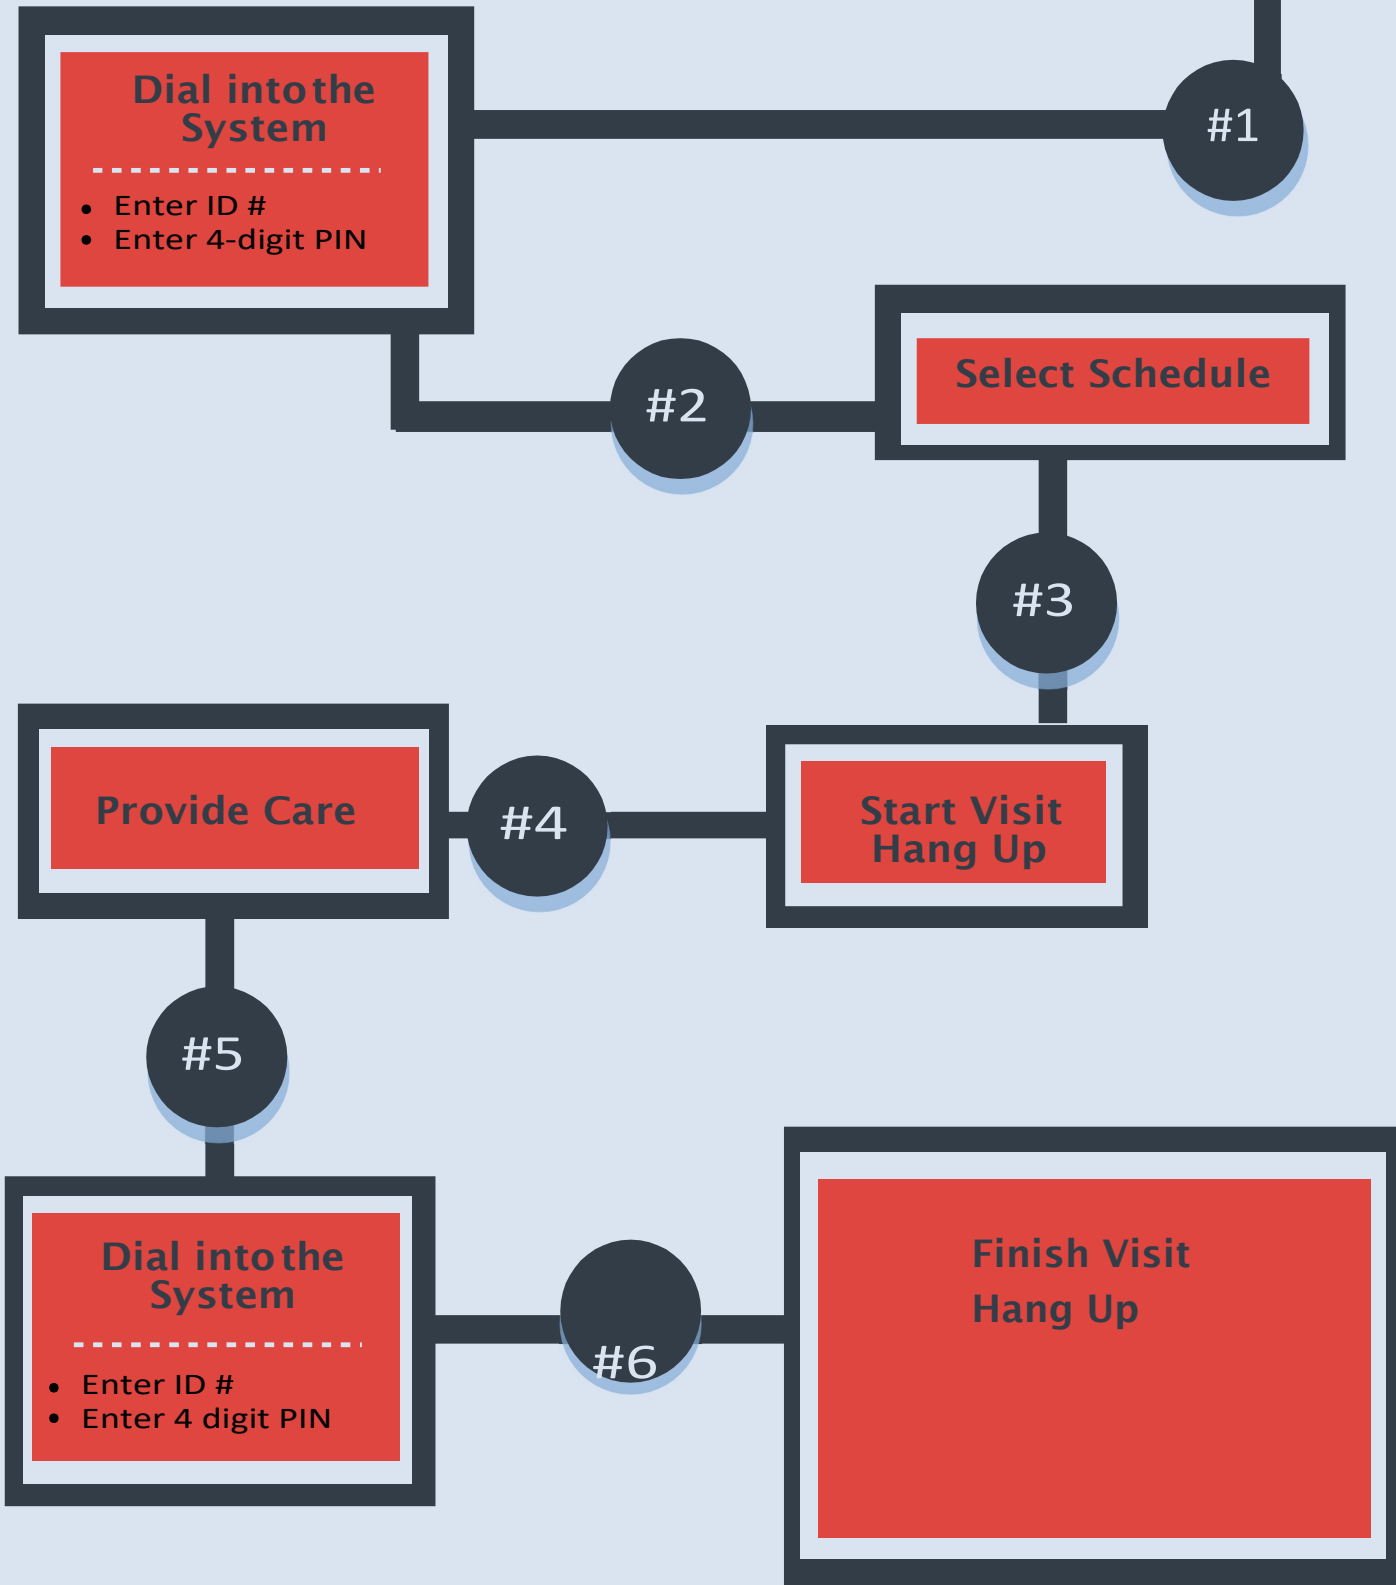 Dial into the
System
• Enter ID #
• Enter 4-digit PIN
#1
#2
Select Schedule
#3
Start Visit
Hang Up
#4
Provide Care
#5
Dial into the
System
• Enter ID #
• Enter 4 digit PIN
#6
Finish Visit
Hang Up